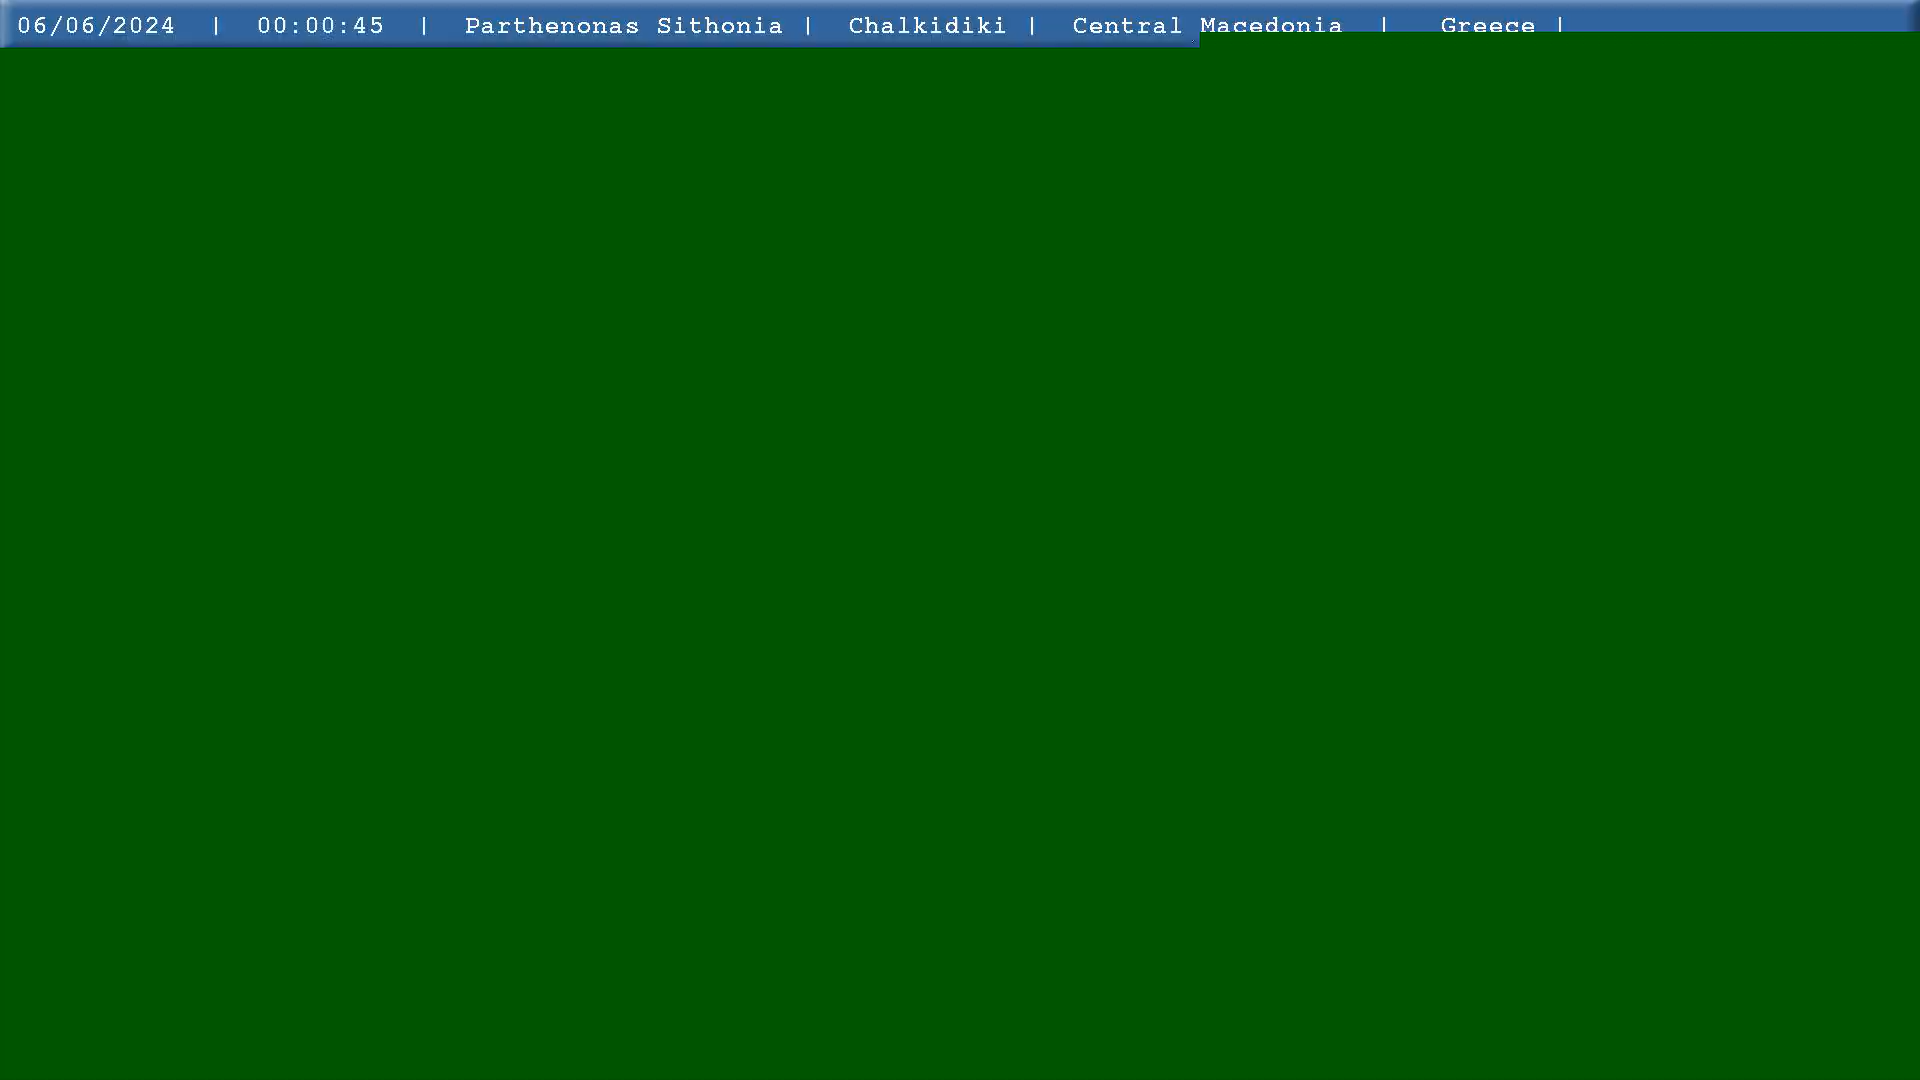 06/06/2024 | 00:00:45 | Parthenonas Sithonia | Chalkidiki | Central Macedonia | Greece |